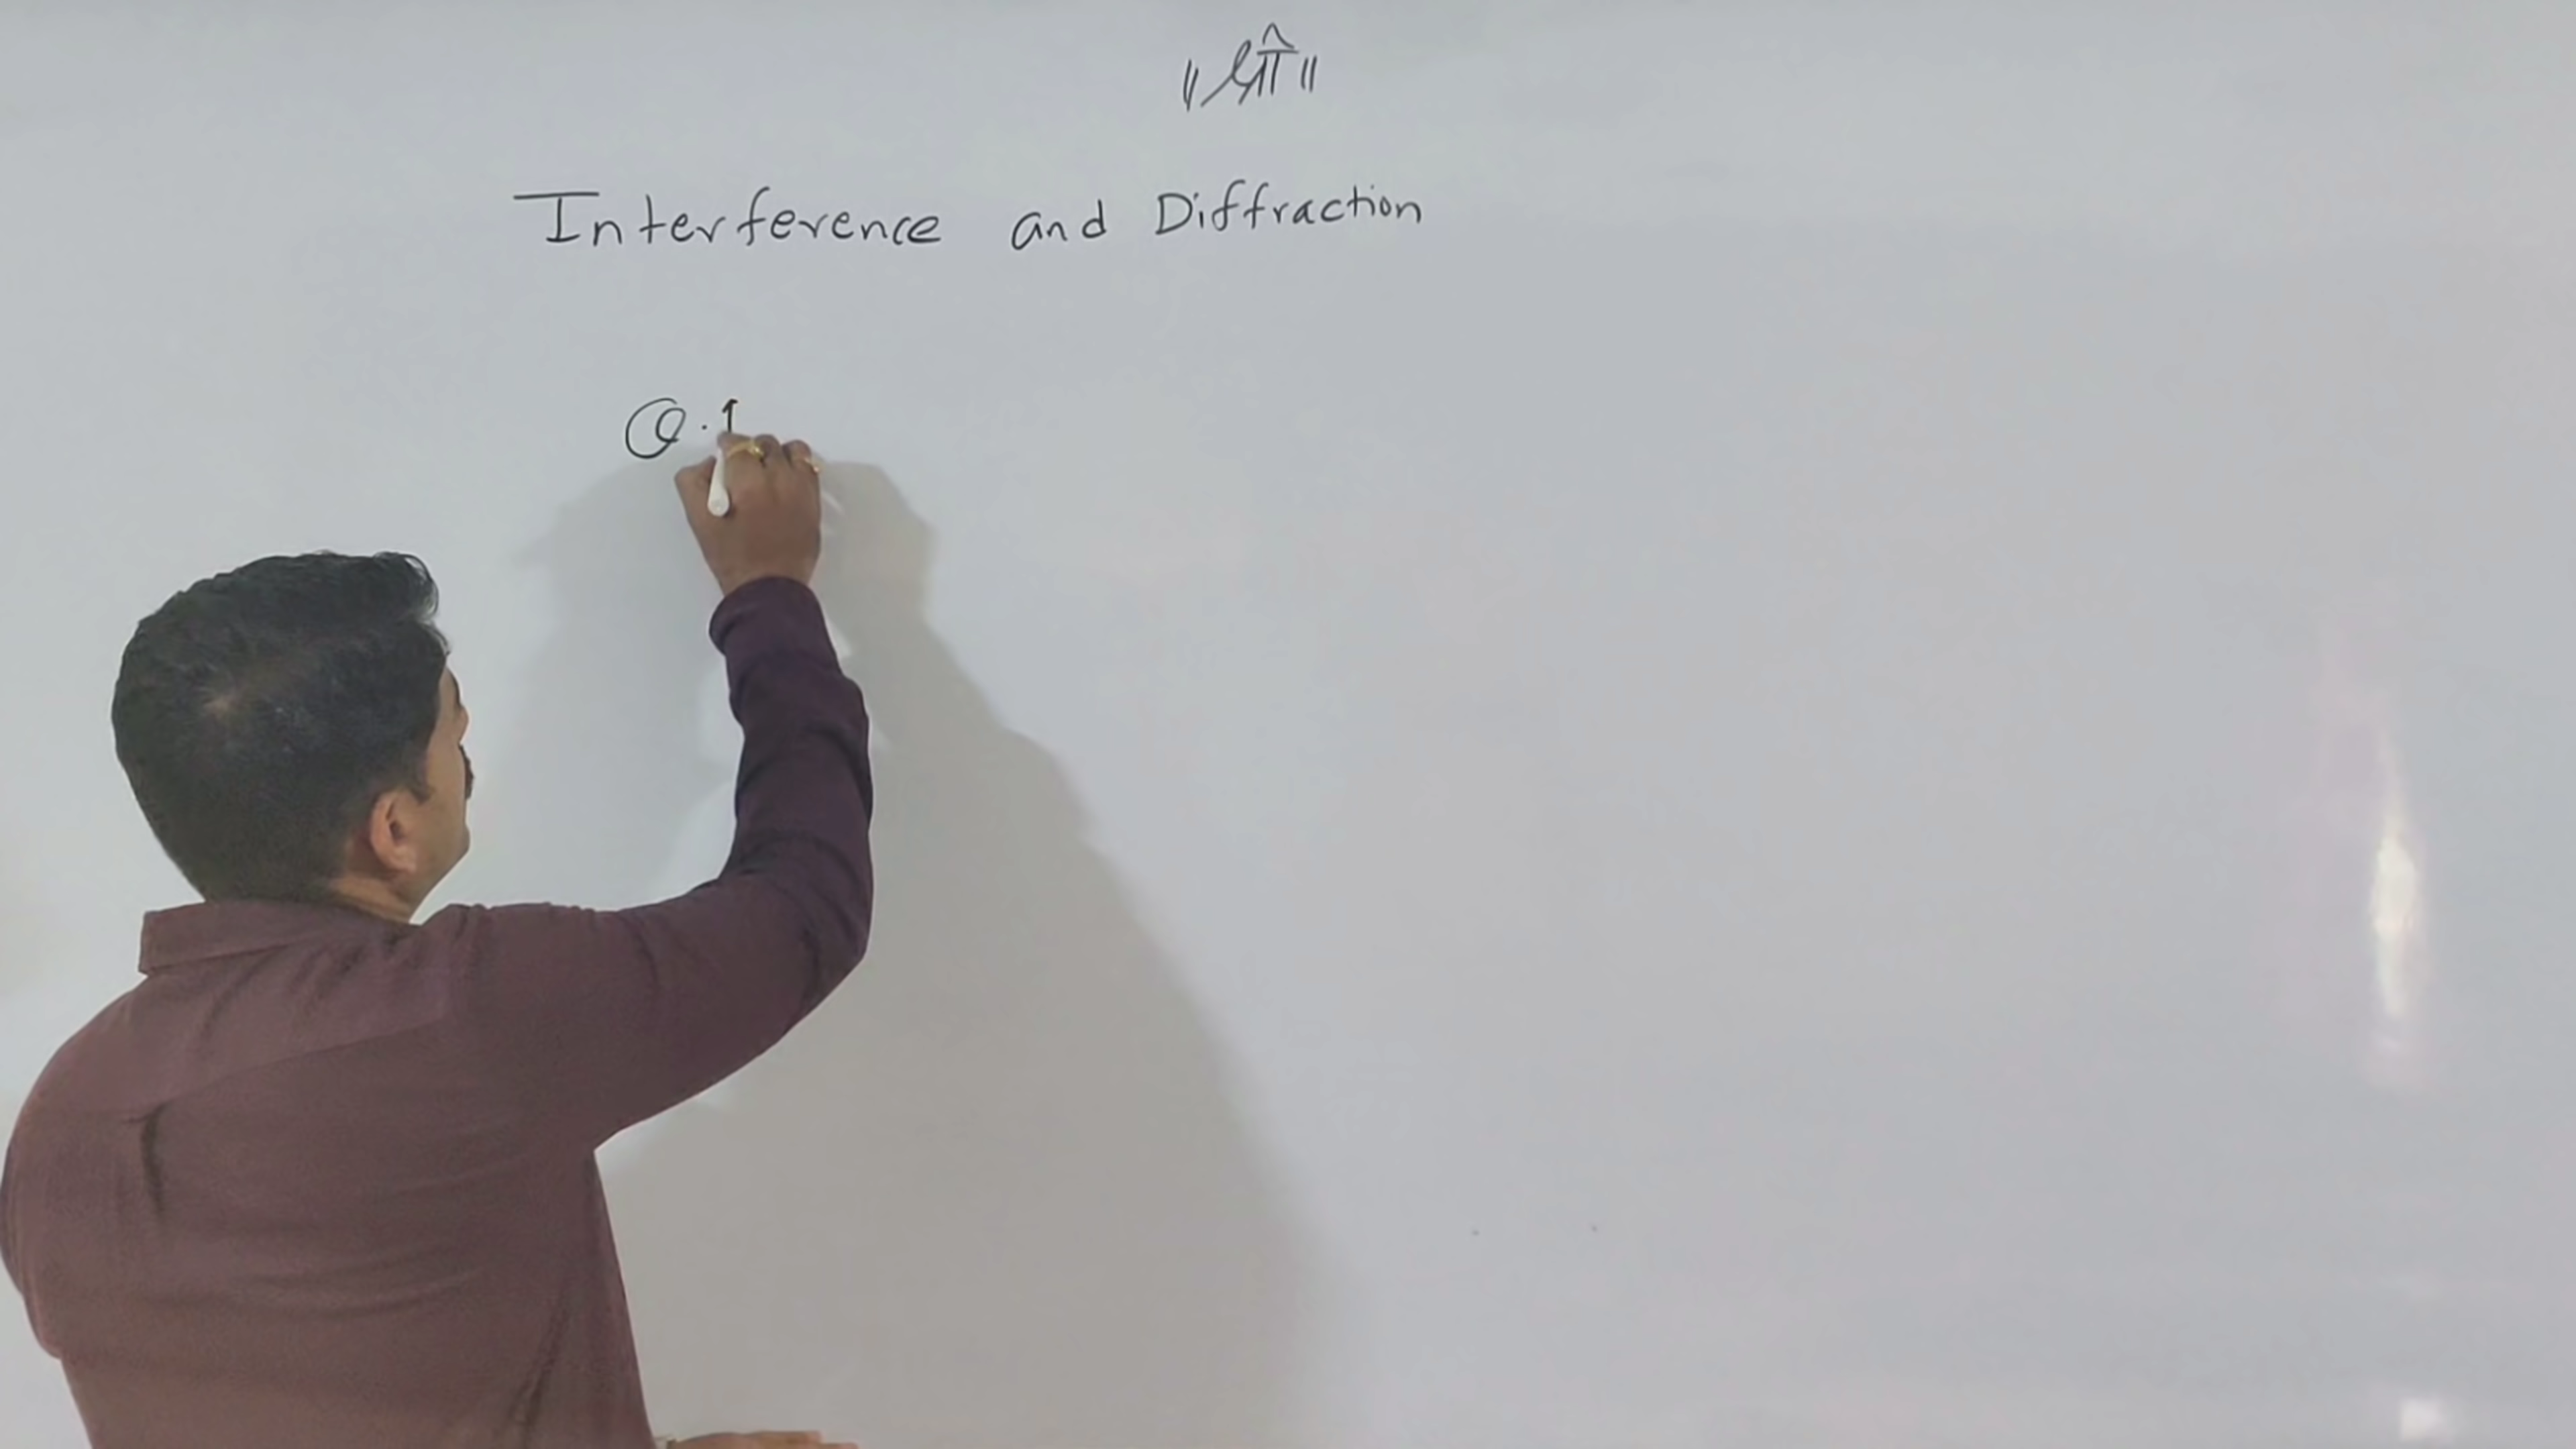 ॥ श्री ॥
Interference and Diffraction
Q.1